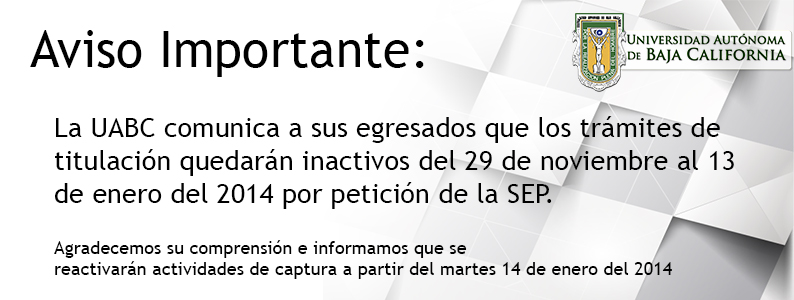 Aviso Importante:
UNIVERSIDAD AUTÓNOMA
DE BAJA CALIFORNIA
La UABC comunica a sus egresados que los trámites de
titulación quedarán inactivos del 29 de noviembre al 13
de enero del 2014 por petición de la SEP.
Agradecemos su comprensión e informamos que se
reactivarán actividades de captura a partir del martes 14 de enero del 2014